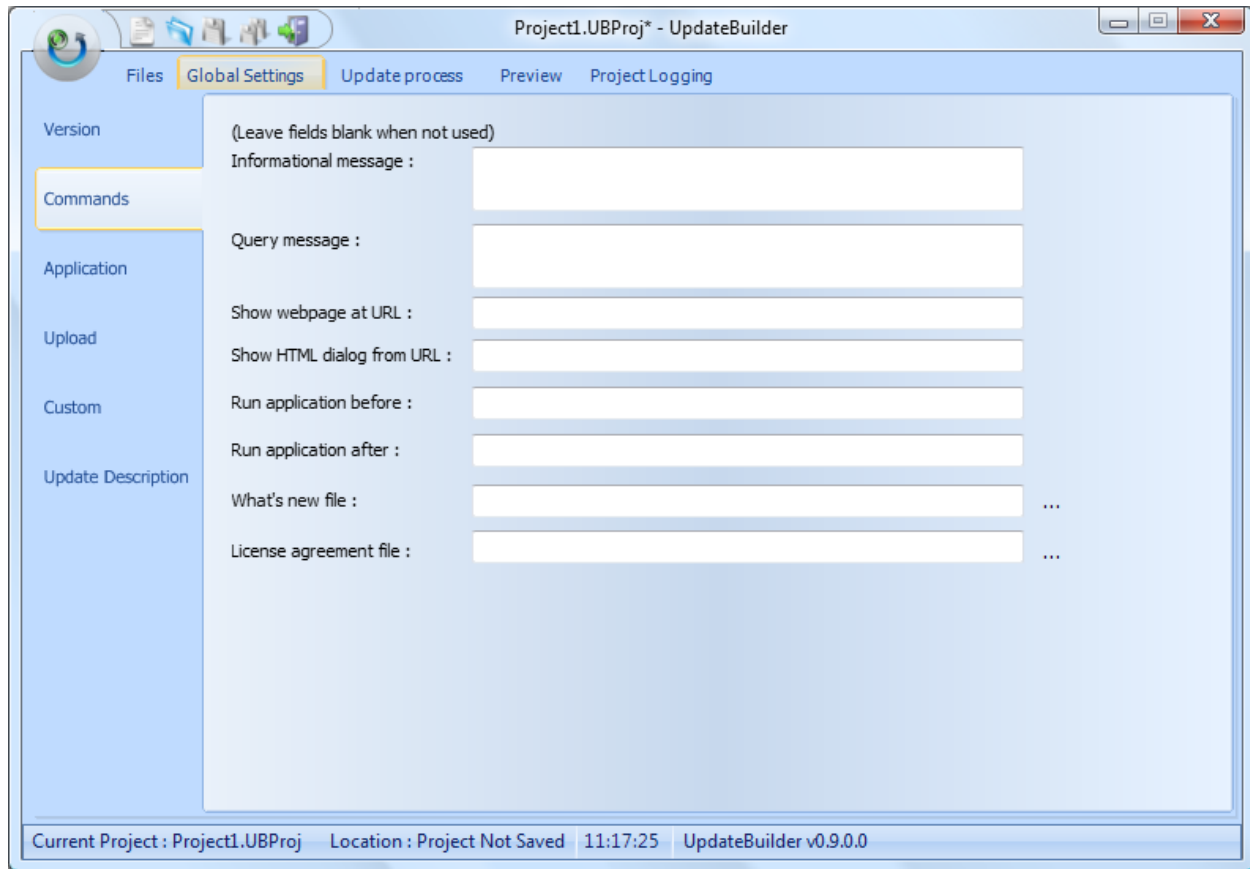 Project1.UBProj* - UpdateBuilder
Files Global Settings Update process Preview Project Logging
Version
Commands
Application
Upload
Custom
Update Description
(Leave fields blank when not used)
Informational message :
Query message :
Show webpage at URL :
Show HTML dialog from URL :
Run application before :
Run application after :
What's new file :
...
License agreement file :
...
Current Project : Project1.UBProj Location : Project Not Saved 11:17:25 UpdateBuilder v0.9.0.0